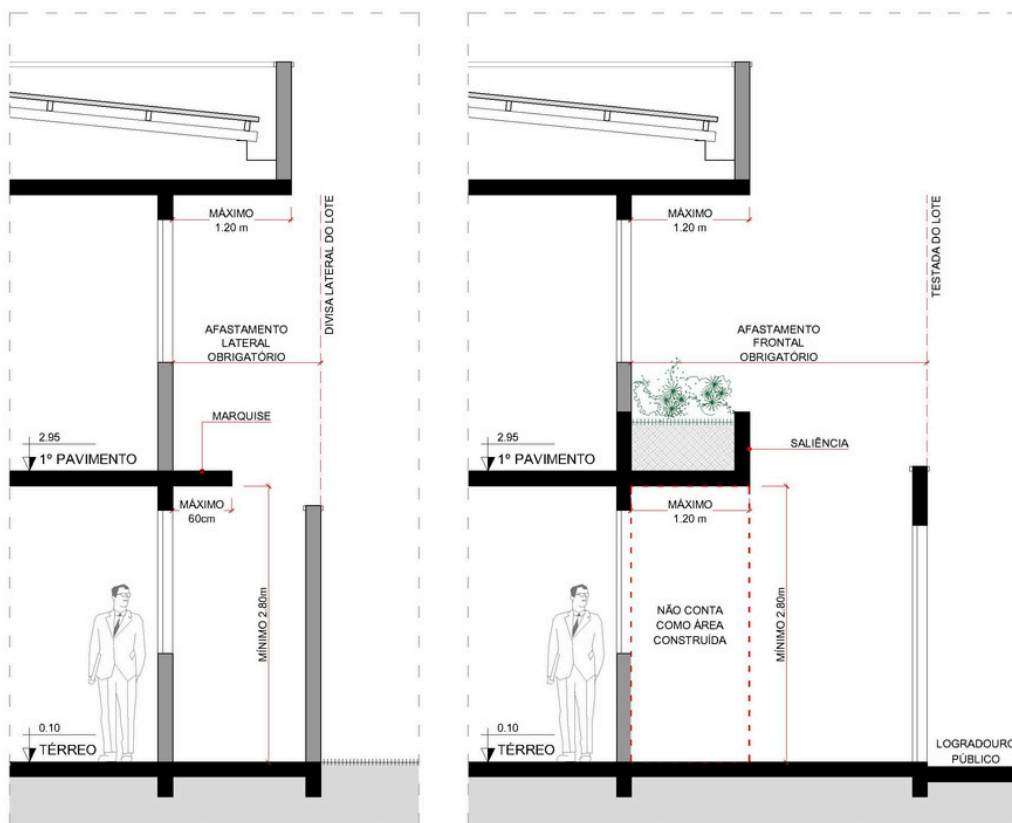 MÁXIMO
1.20 m
DIVISA LATERAL DO LOTE
AFASTAMENTO
LATERAL
OBRIGATÓRIO
MARQUISE
2.95
1º PAVIMENTO
MÁXIMO
60cm
MÍNIMO 2.80m
0.10
TÉRREO
MÁXIMO
1.20 m
TESTADA DO LOTE
AFASTAMENTO
FRONTAL
OBRIGATÓRIO
2.95
1º PAVIMENTO
SALIÊNCIA
MÁXIMO
1.20 m
NÃO CONTA
COMO ÁREA
CONSTRUÍDA
MÍNIMO 2.80m
0.10
TÉRREO
LOGRADOURO
PÚBLICO